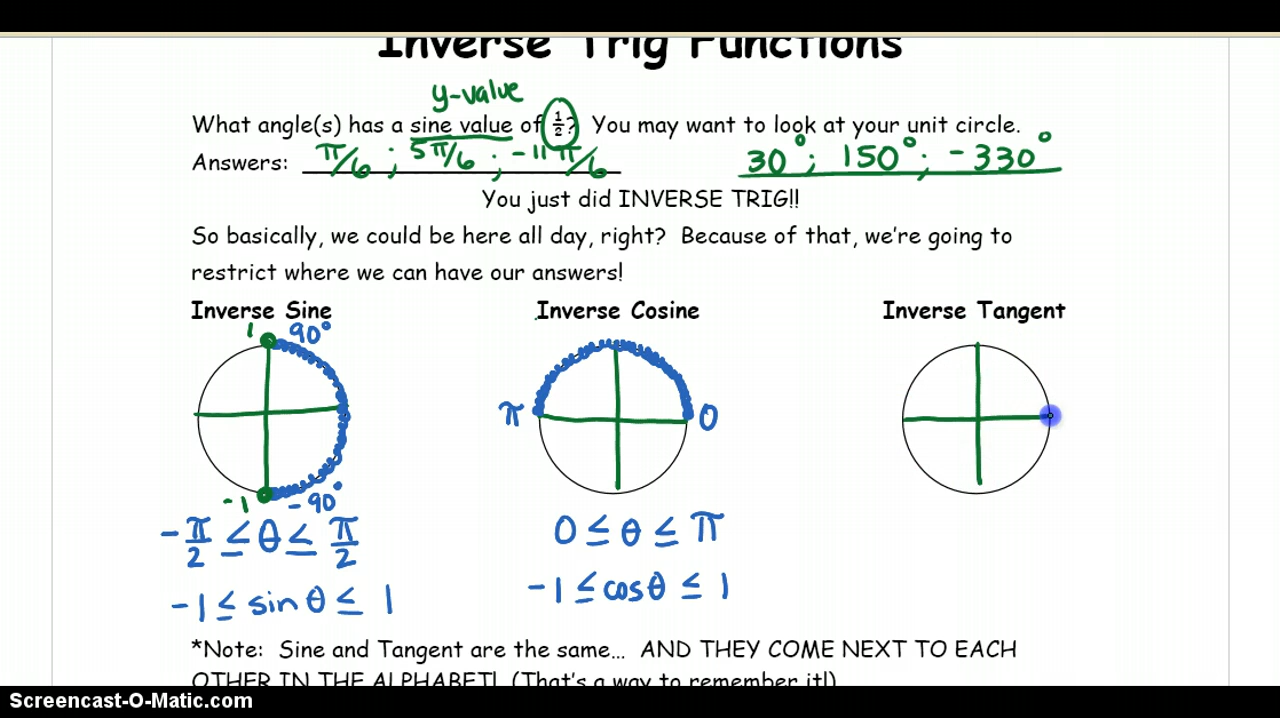 Inverse Trig Functions
y-value
What angle(s) has a sine value of 1/2? You may want to look at your unit circle.
Answers: π/6 ; 5π/6 ; -11π/6 30° ; 150° ; -330°
You just did INVERSE TRIG!!
So basically, we could be here all day, right? Because of that, we're going to
restrict where we can have our answers!
Inverse Sine Inverse Cosine Inverse Tangent
1 90°
π 0
-1 -90°
-π/2 ≤ θ ≤ π/2 0 ≤ θ ≤ π
-1 ≤ sin θ ≤ 1 -1 ≤ cos θ ≤ 1
*Note: Sine and Tangent are the same... AND THEY COME NEXT TO EACH
OTHER IN THE ALPHABET! (That's a way to remember it!)
Screencast-O-Matic.com